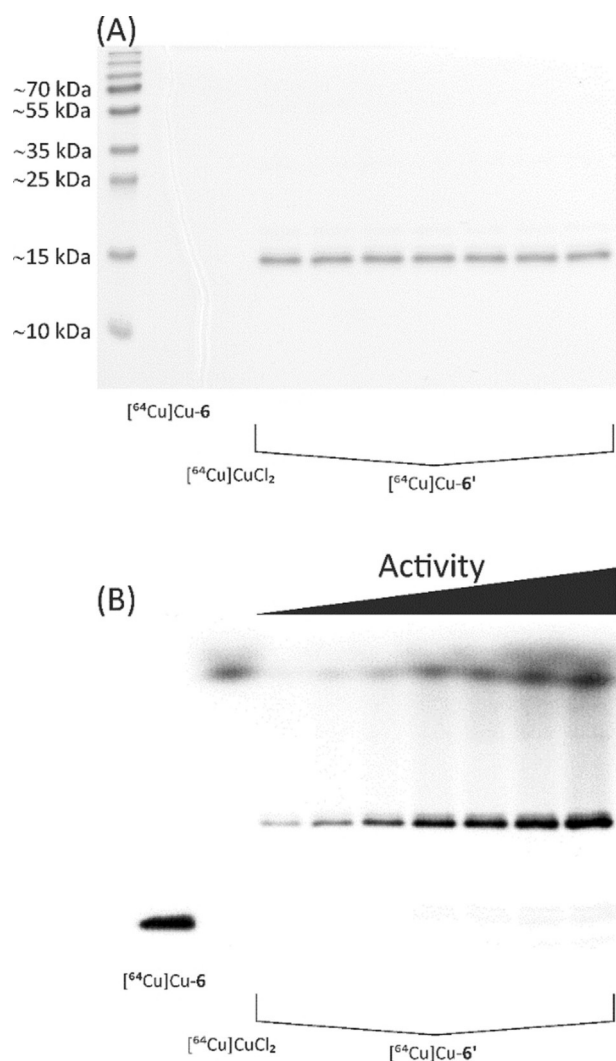 (A)
~70 kDa
~55 kDa
~35 kDa
~25 kDa
~15 kDa
~10 kDa
[⁶⁴Cu]Cu-6
[⁶⁴Cu]CuCl₂
[⁶⁴Cu]Cu-6'
Activity
(B)
[⁶⁴Cu]Cu-6
[⁶⁴Cu]CuCl₂
[⁶⁴Cu]Cu-6'